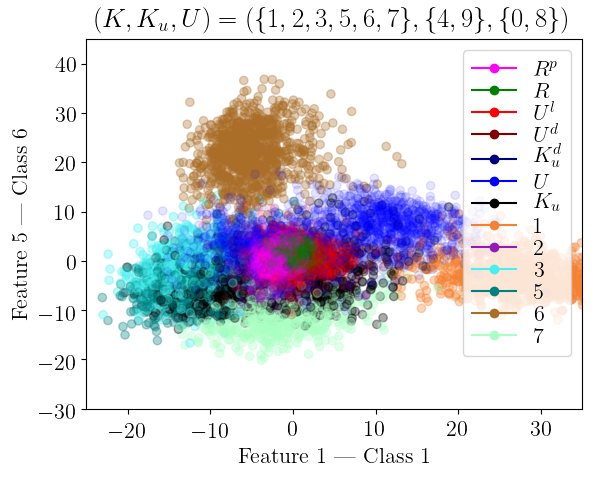 (K, K_u, U) = ({1, 2, 3, 5, 6, 7}, {4, 9}, {0, 8})
Feature 5 — Class 6
40
30
20
10
0
−10
−20
−30
−20
−10
0
10
20
30
Feature 1 — Class 1
R^p
R
U^l
U^d
K_u^d
U
K_u
1
2
3
5
6
7